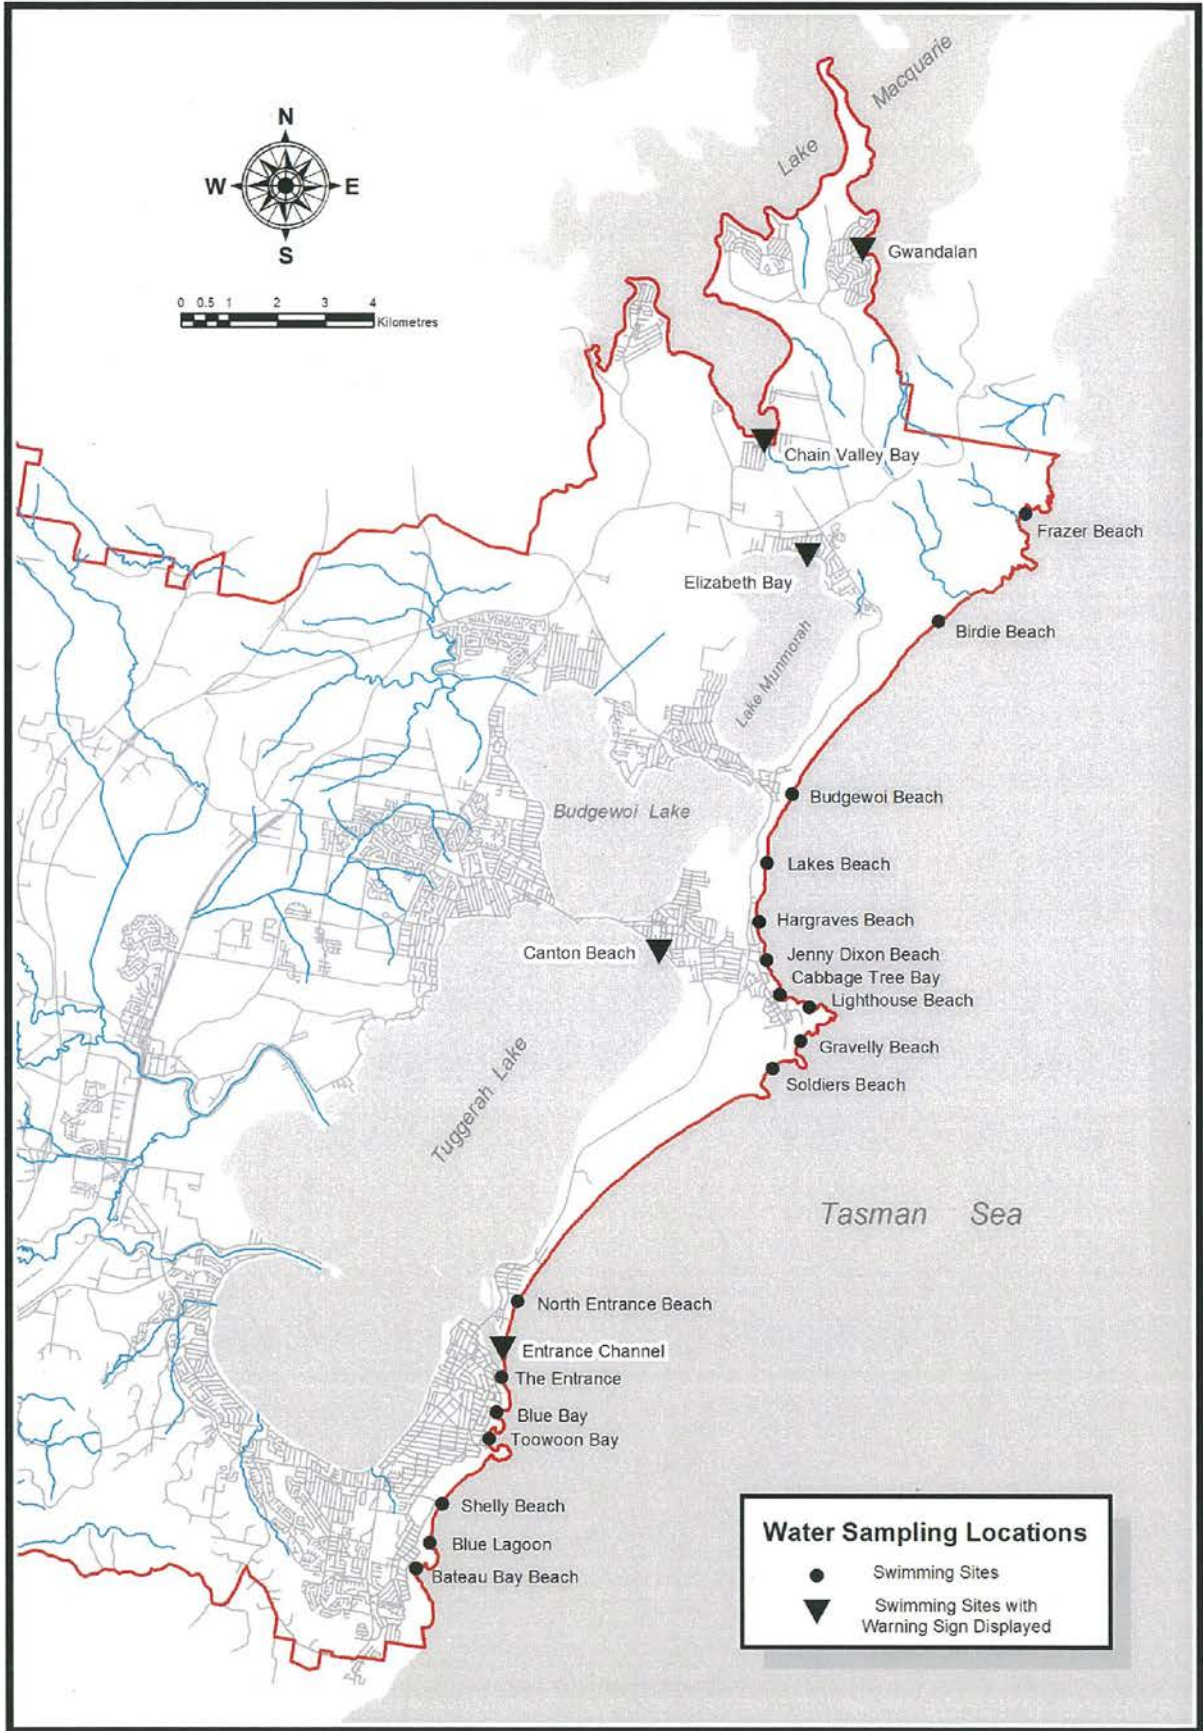 Lake
Macquarie
N
W
E
S
0 0.5 1 2 3 4
Kilometres
Gwandalan
Chain Valley Bay
Frazer Beach
Elizabeth Bay
Birdie Beach
Lake Munmorah
Budgewoi Beach
Budgewoi Lake
Lakes Beach
Hargraves Beach
Canton Beach
Jenny Dixon Beach
Cabbage Tree Bay
Lighthouse Beach
Gravelly Beach
Soldiers Beach
Tuggerah Lake
Tasman Sea
North Entrance Beach
Entrance Channel
The Entrance
Blue Bay
Toowoon Bay
Shelly Beach
Blue Lagoon
Bateau Bay Beach
Water Sampling Locations
Swimming Sites
Swimming Sites with
Warning Sign Displayed